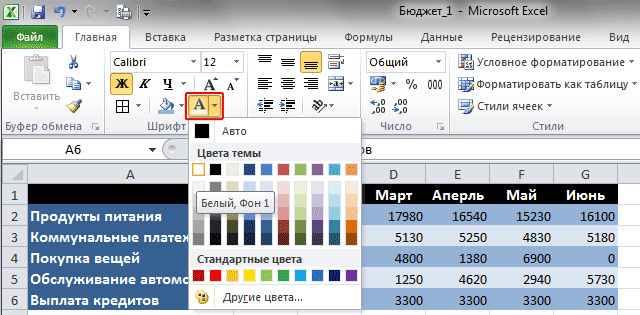 Бюджет_1 - Microsoft Excel
Файл Главная Вставка Разметка страницы Формулы Данные Рецензирование Вид
Calibri 12 Общий Условное форматирование
Вставить Ж К Ч A A % 000 Форматировать как таблицу
A ,00 ,0 Стили ячеек
Буфер обмена Шрифт Число Стили
A6
Авто
Цвета темы
Белый, Фон 1
Стандартные цвета
Другие цвета...
A D E F G
1 Март Аперль Май Июнь
2 Продукты питания 17980 16540 15230 16100
3 Коммунальные платеж 5130 5250 4830 5180
4 Покупка вещей 4800 1380 6900 0
5 Обслуживание автомо 1250 4620 2940 5730
6 Выплата кредитов 3300 3300 3300 3300